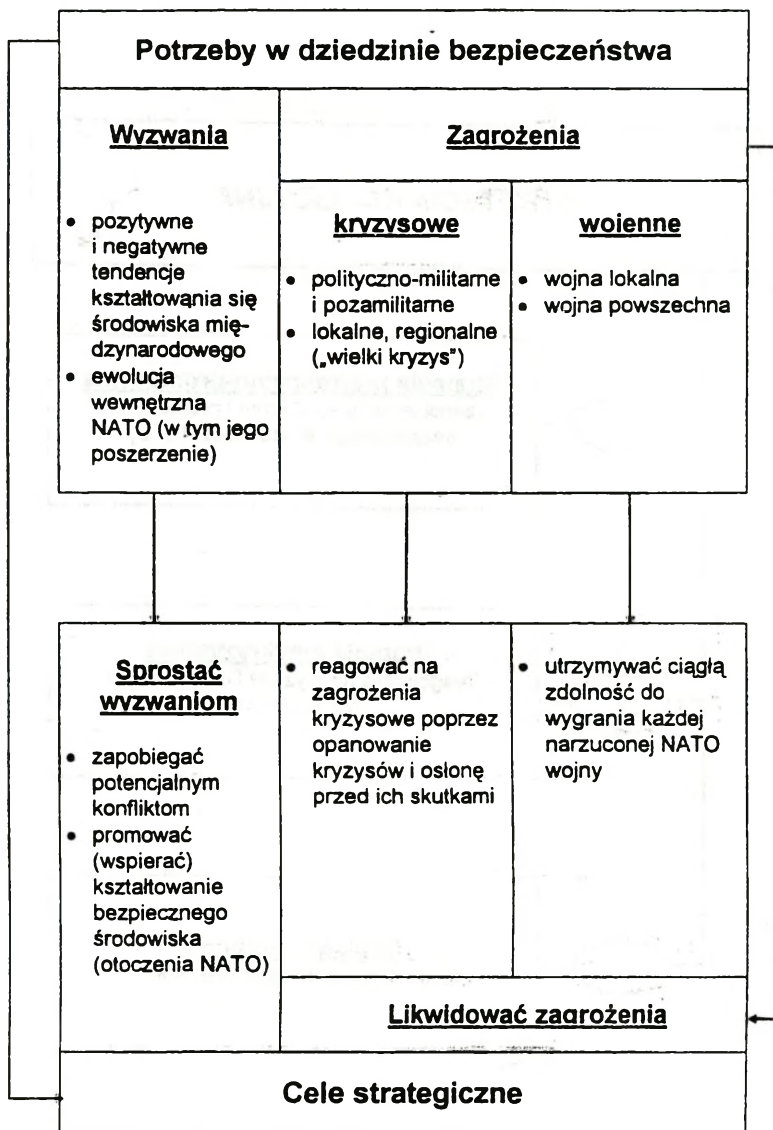 Potrzeby w dziedzinie bezpieczeństwa
Wyzwania
• pozytywne
i negatywne
tendencje
kształtowania się
środowiska mię-
dzynarodowego
• ewolucja
wewnętrzna
NATO (w tym jego
poszerzenie)
Zagrożenia
kryzysowe
• polityczno-militarne
i pozamilitarne
• lokalne, regionalne
(„wielki kryzys”)
wojenne
• wojna lokalna
• wojna powszechna
Sprostać
wyzwaniom
• zapobiegać
potencjalnym
konfliktom
• promować
(wspierać)
kształtowanie
bezpiecznego
środowiska
(otoczenia NATO)
• reagować na
zagrożenia
kryzysowe poprzez
opanowanie
kryzysów i osłonę
przed ich skutkami
• utrzymywać ciągłą
zdolność do
wygrania każdej
narzuconej NATO
wojny
Likwidować zagrożenia
Cele strategiczne